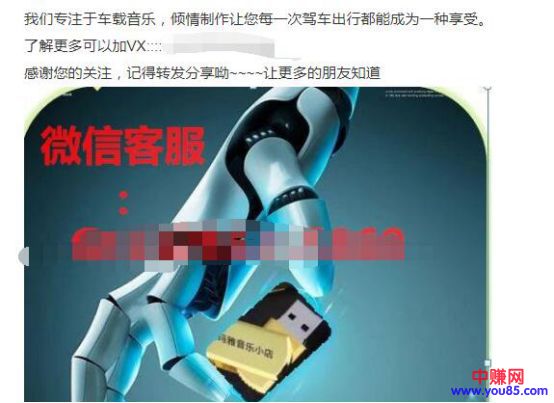 我们专注于车载音乐，倾情制作让您每一次驾车出行都能成为一种享受。
了解更多可以加VX::::
感谢您的关注，记得转发分享呦~~~~让更多的朋友知道
微信客服
：
雅音乐小店
中赚网
www.you85.com